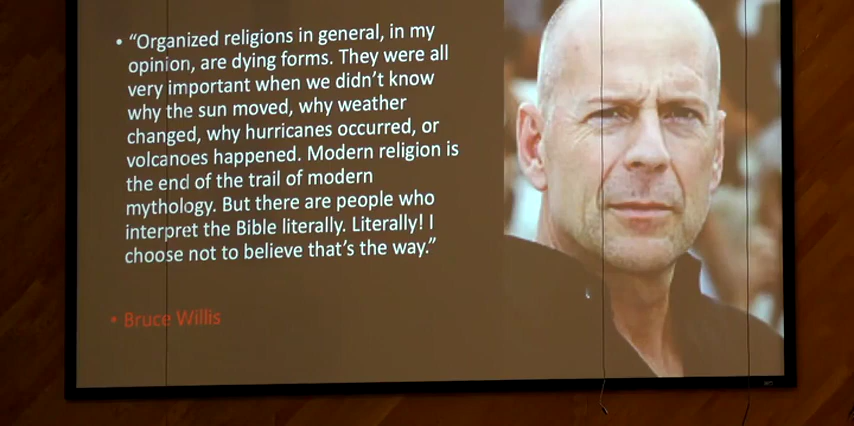 • “Organized religions in general, in my
opinion, are dying forms. They were all
very important when we didn’t know
why the sun moved, why weather
changed, why hurricanes occurred, or
volcanoes happened. Modern religion is
the end of the trail of modern
mythology. But there are people who
interpret the Bible literally. Literally! I
choose not to believe that’s the way.”
• Bruce Willis